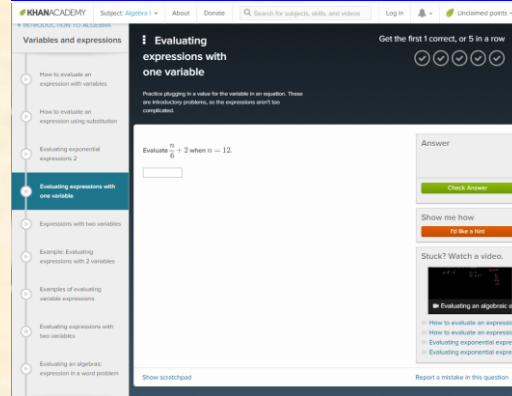 KHANACADEMY Subject: Algebra I About Donate Search for subjects, skills, and videos Log in Unclaimed points
INTRODUCTION TO ALGEBRA
Variables and expressions
How to evaluate an
expression with variables
How to evaluate an
expression using substitution
Evaluating exponential
expressions 2
Evaluating expressions with
one variable
Expressions with two variables
Example: Evaluating
expressions with 2 variables
Examples of evaluating
variable expressions
Evaluating expressions with
two variables
Evaluating an algebraic
expression in a word problem
Evaluating
expressions with
one variable
Get the first 1 correct, or 5 in a row
Practice plugging in a value for the variable in an equation. These
are introductory problems, so the expressions aren't too
complicated.
Evaluate n/6 + 2 when n = 12.
Answer
Check Answer
Show me how
I'd like a hint
Stuck? Watch a video.
Evaluating an algebraic e
How to evaluate an expressio
How to evaluate an expressio
Evaluating exponential expre
Evaluating exponential expre
Show scratchpad
Report a mistake in this question